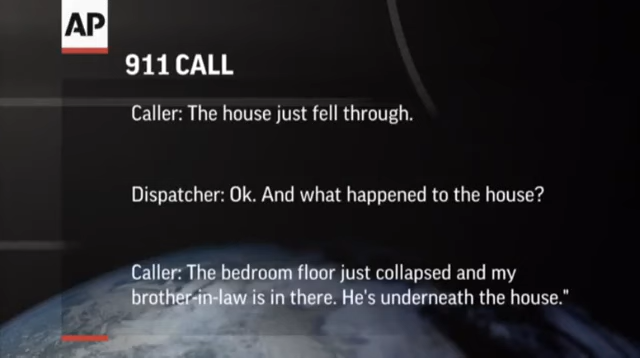 AP
911 CALL
Caller: The house just fell through.
Dispatcher: Ok. And what happened to the house?
Caller: The bedroom floor just collapsed and my
brother-in-law is in there. He's underneath the house."